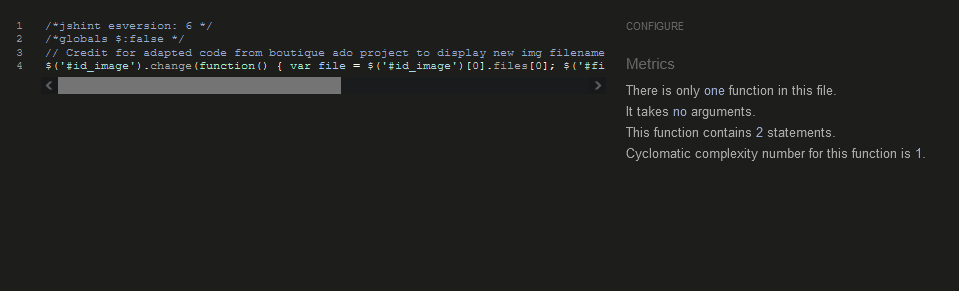 1 /*jshint esversion: 6 */
2 /*globals $:false */
3 // Credit for adapted code from boutique ado project to display new img filename
4 $('#id_image').change(function() { var file = $('#id_image')[0].files[0]; $('#fi
CONFIGURE
Metrics
There is only one function in this file.
It takes no arguments.
This function contains 2 statements.
Cyclomatic complexity number for this function is 1.